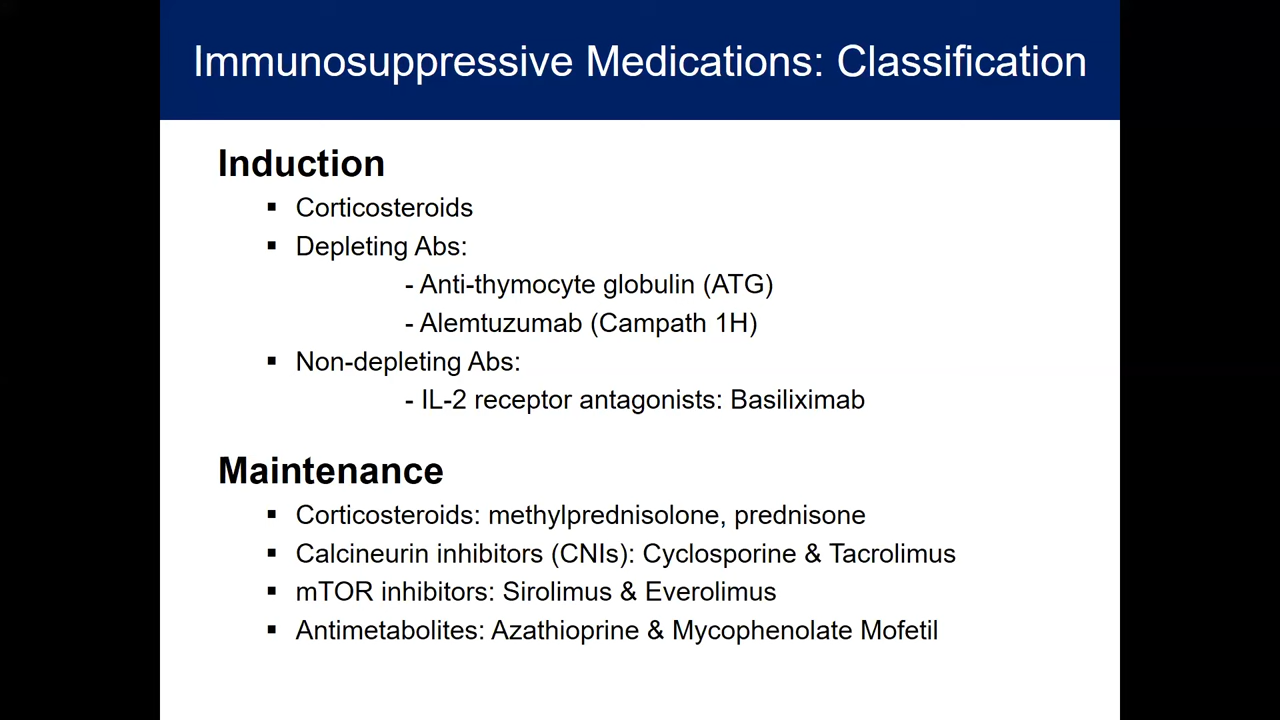 Immunosuppressive Medications: Classification
Induction
▪ Corticosteroids
▪ Depleting Abs:
- Anti-thymocyte globulin (ATG)
- Alemtuzumab (Campath 1H)
▪ Non-depleting Abs:
- IL-2 receptor antagonists: Basiliximab
Maintenance
▪ Corticosteroids: methylprednisolone, prednisone
▪ Calcineurin inhibitors (CNIs): Cyclosporine & Tacrolimus
▪ mTOR inhibitors: Sirolimus & Everolimus
▪ Antimetabolites: Azathioprine & Mycophenolate Mofetil